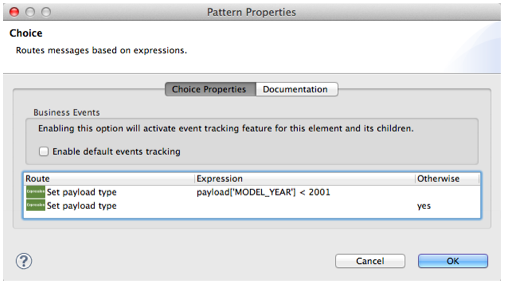 Pattern Properties
Choice
Routes messages based on expressions.
Choice Properties Documentation
Business Events
Enabling this option will activate event tracking feature for this element and its children.
Enable default events tracking
Route Expression Otherwise
Set payload type payload['MODEL_YEAR'] < 2001
Set payload type yes
? Cancel OK